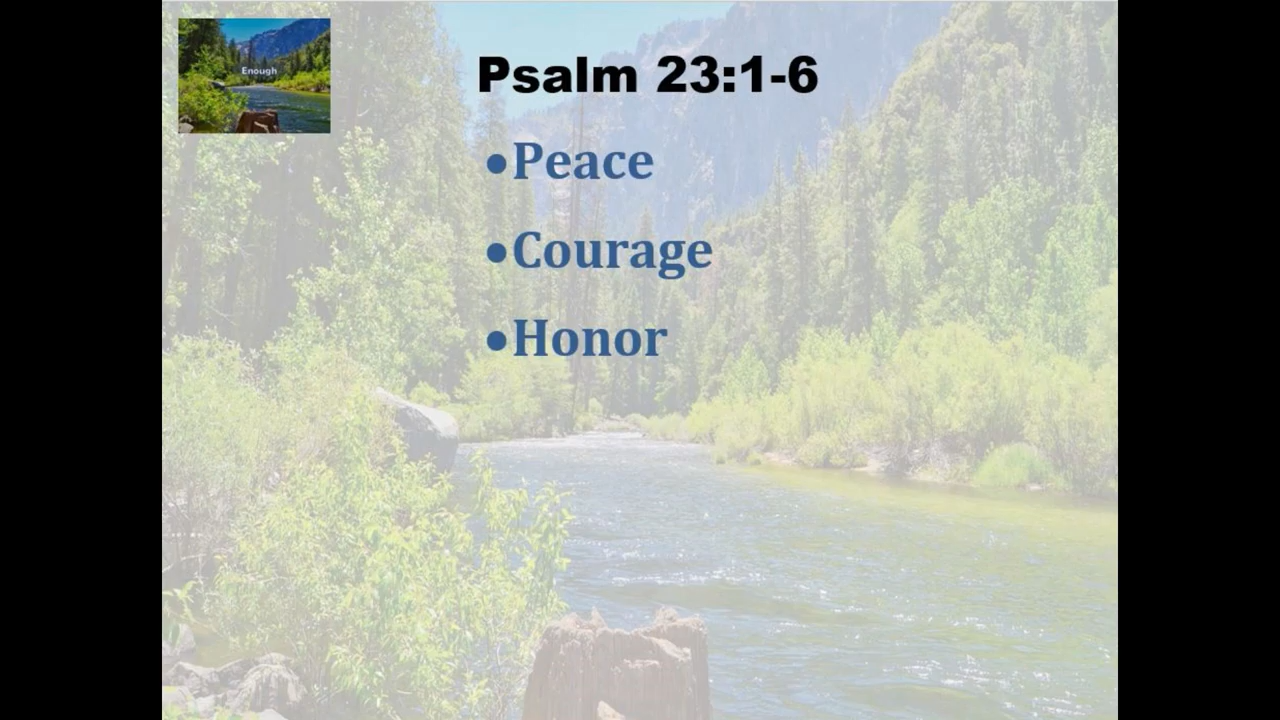 Enough
Psalm 23:1-6
•Peace
•Courage
•Honor